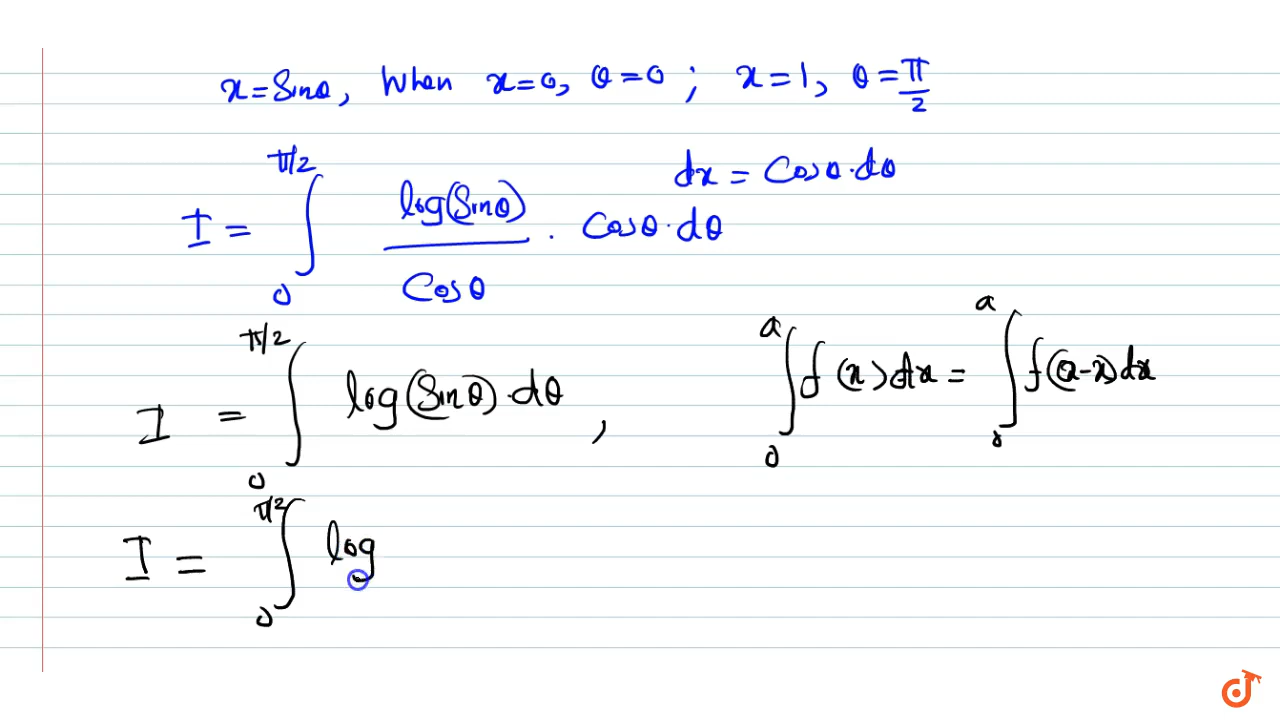 x = Sinθ, When x=0, θ=0 ; x=1, θ = π/2
dx = Cosθ·dθ
I = ∫₀^(π/2) log(Sinθ)/Cosθ · Cosθ·dθ
I = ∫₀^(π/2) log(Sinθ)·dθ , ∫₀^a f(x)dx = ∫₀^a f(a-x)dx
I = ∫₀^(π/2) log